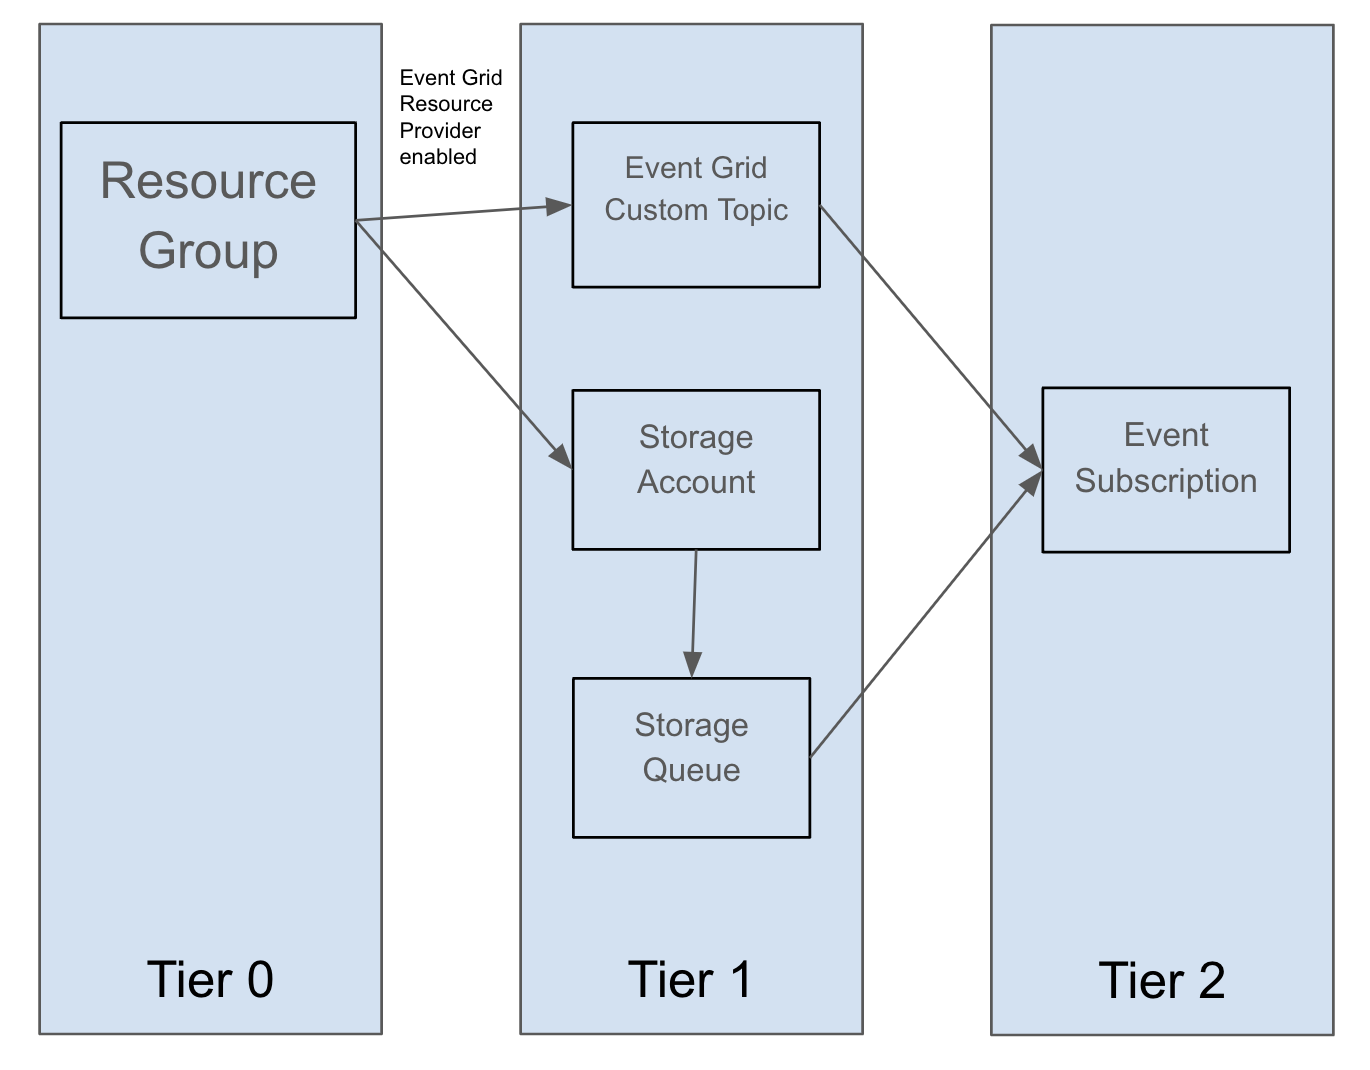 Resource
Group
Event Grid
Resource
Provider
enabled
Event Grid
Custom Topic
Storage
Account
Storage
Queue
Event
Subscription
Tier 0
Tier 1
Tier 2